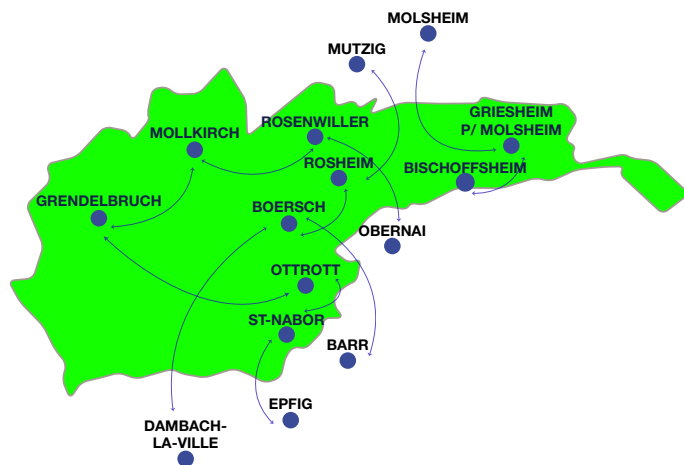 MOLSHEIM
MUTZIG
GRIESHEIM
P/ MOLSHEIM
ROSENWILLER
MOLLKIRCH
ROSHEIM
BISCHOFFSHEIM
GRENDELBRUCH
BOERSCH
OBERNAI
OTTROTT
ST-NABOR
BARR
EPFIG
DAMBACH-
LA-VILLE